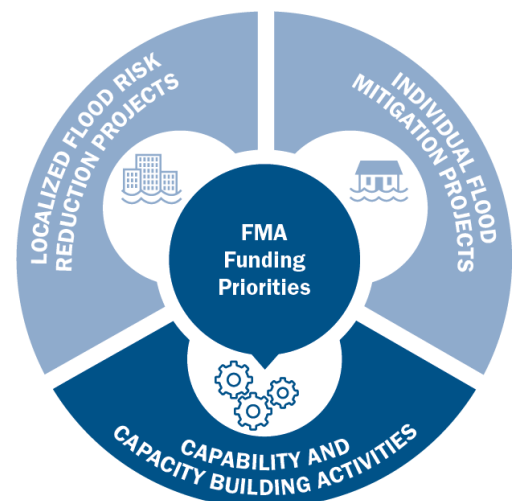 LOCALIZED FLOOD RISK
REDUCTION PROJECTS
INDIVIDUAL FLOOD
MITIGATION PROJECTS
FMA
Funding
Priorities
CAPABILITY AND
CAPACITY BUILDING ACTIVITIES